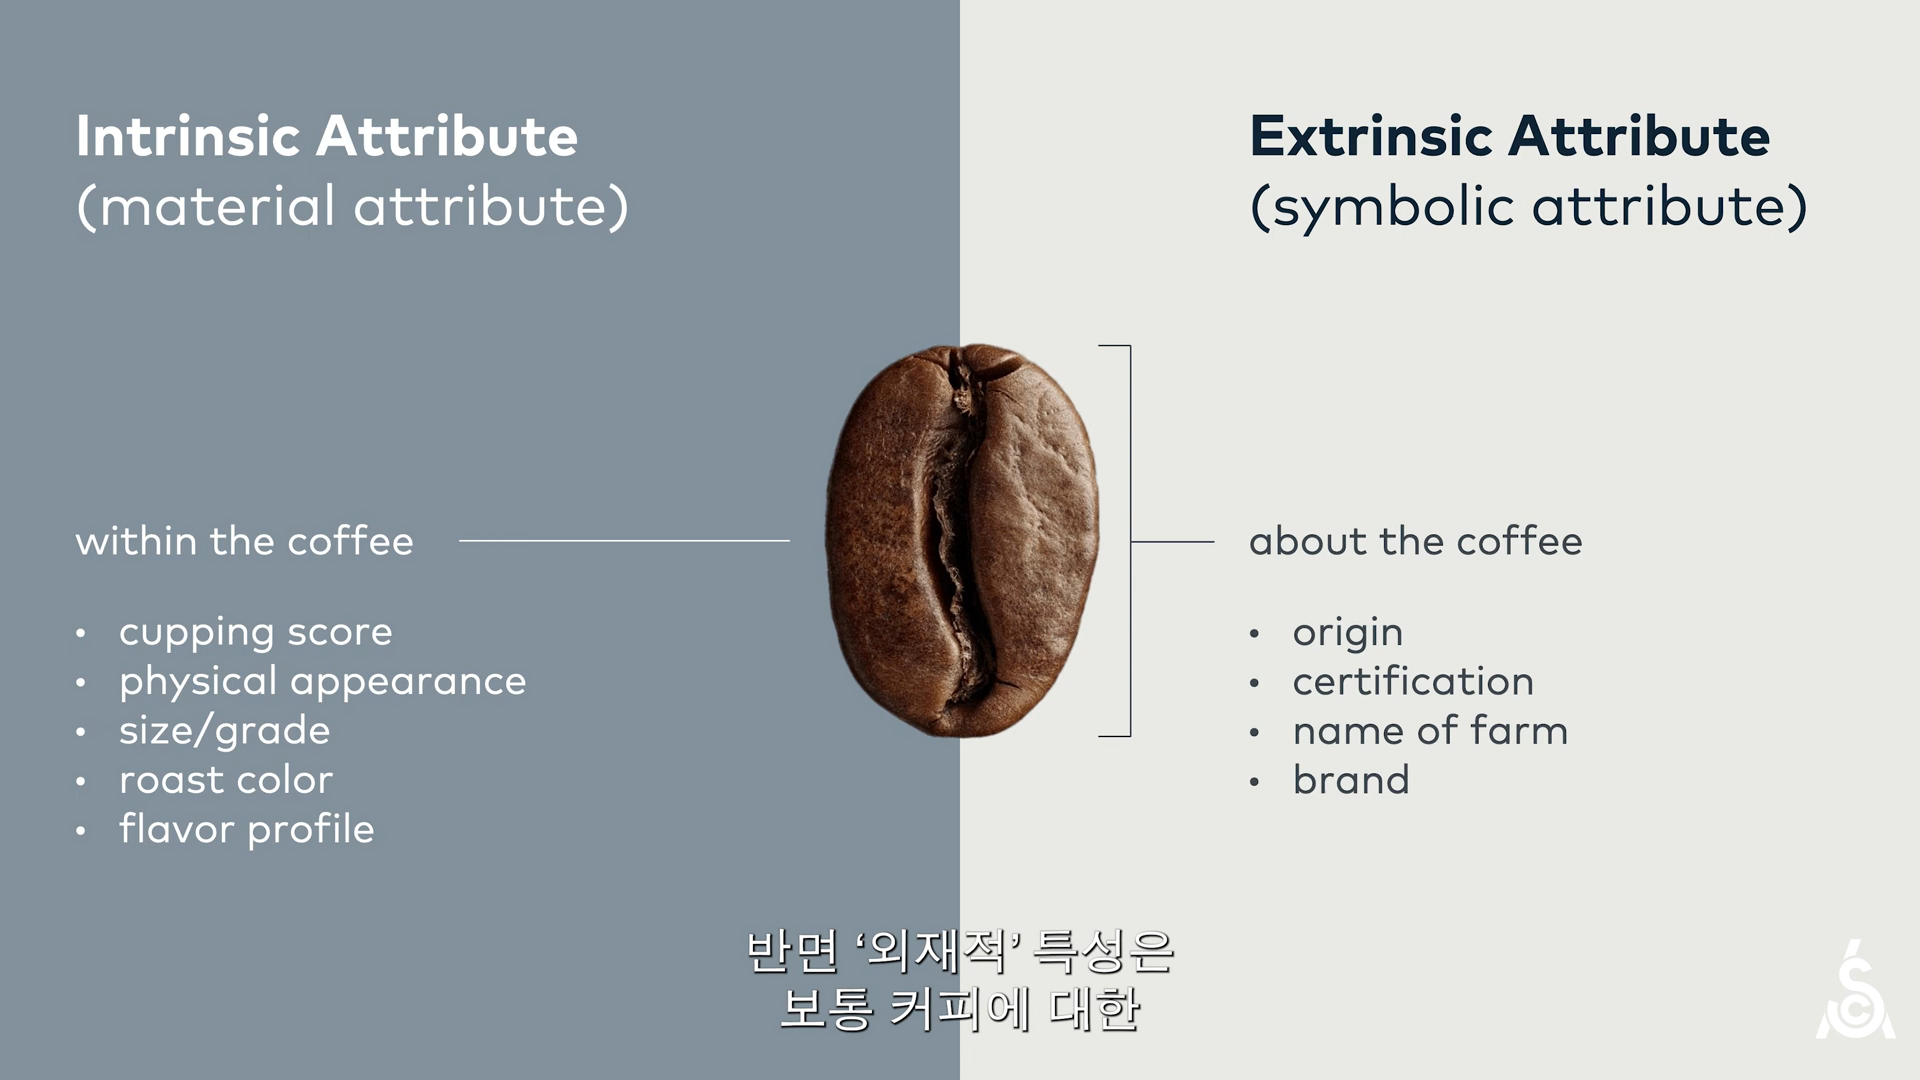 Intrinsic Attribute
(material attribute)
within the coffee
• cupping score
• physical appearance
• size/grade
• roast color
• flavor profile
Extrinsic Attribute
(symbolic attribute)
about the coffee
• origin
• certification
• name of farm
• brand
반면 ‘외재적’ 특성은
보통 커피에 대한
SCA